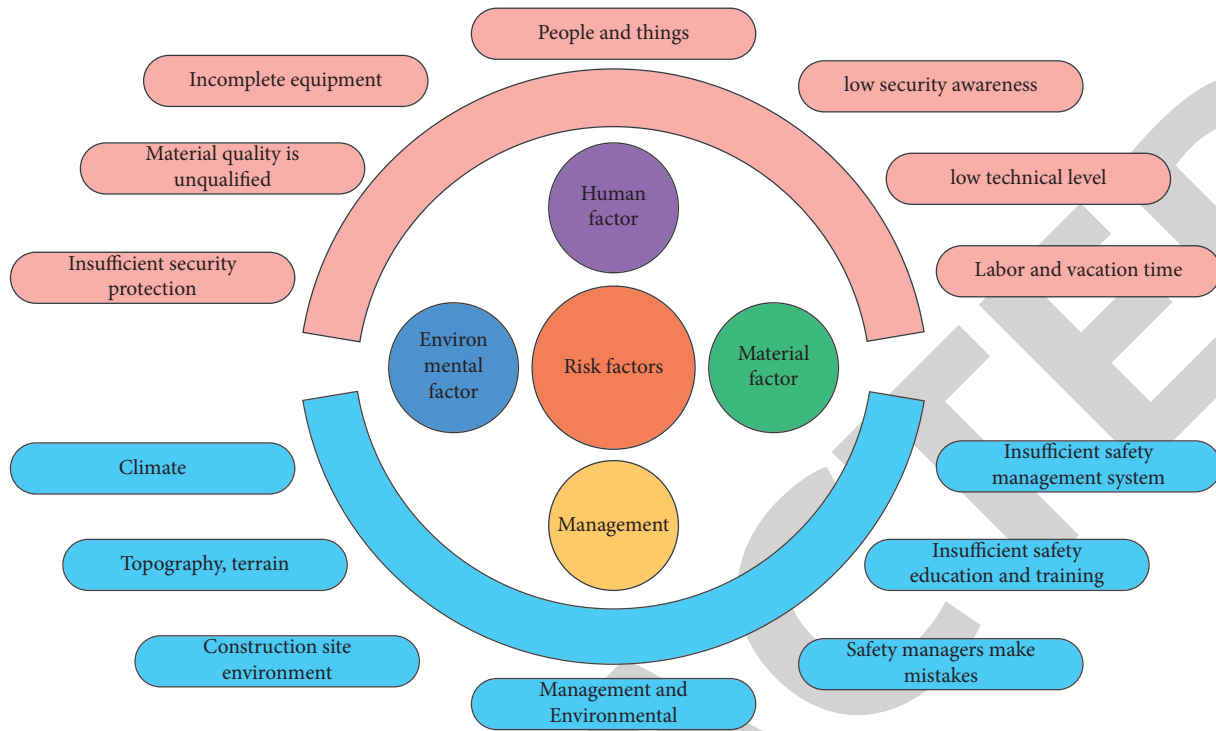 People and things
Incomplete equipment
low security awareness
Material quality is
unqualified
low technical level
Human
factor
Insufficient security
protection
Labor and vacation time
Environ
mental
factor
Risk factors
Material
factor
Climate
Insufficient safety
management system
Management
Topography, terrain
Insufficient safety
education and training
Construction site
environment
Safety managers make
mistakes
Management and
Environmental